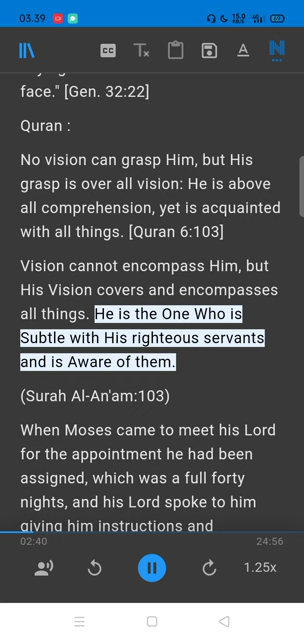 03.39
CC
face." [Gen. 32:22]
Quran :
No vision can grasp Him, but His
grasp is over all vision: He is above
all comprehension, yet is acquainted
with all things. [Quran 6:103]
Vision cannot encompass Him, but
His Vision covers and encompasses
all things. He is the One Who is
Subtle with His righteous servants
and is Aware of them.
(Surah Al-An'am:103)
When Moses came to meet his Lord
for the appointment he had been
assigned, which was a full forty
nights, and his Lord spoke to him
giving him instructions and
02:40
24:56
1.25x